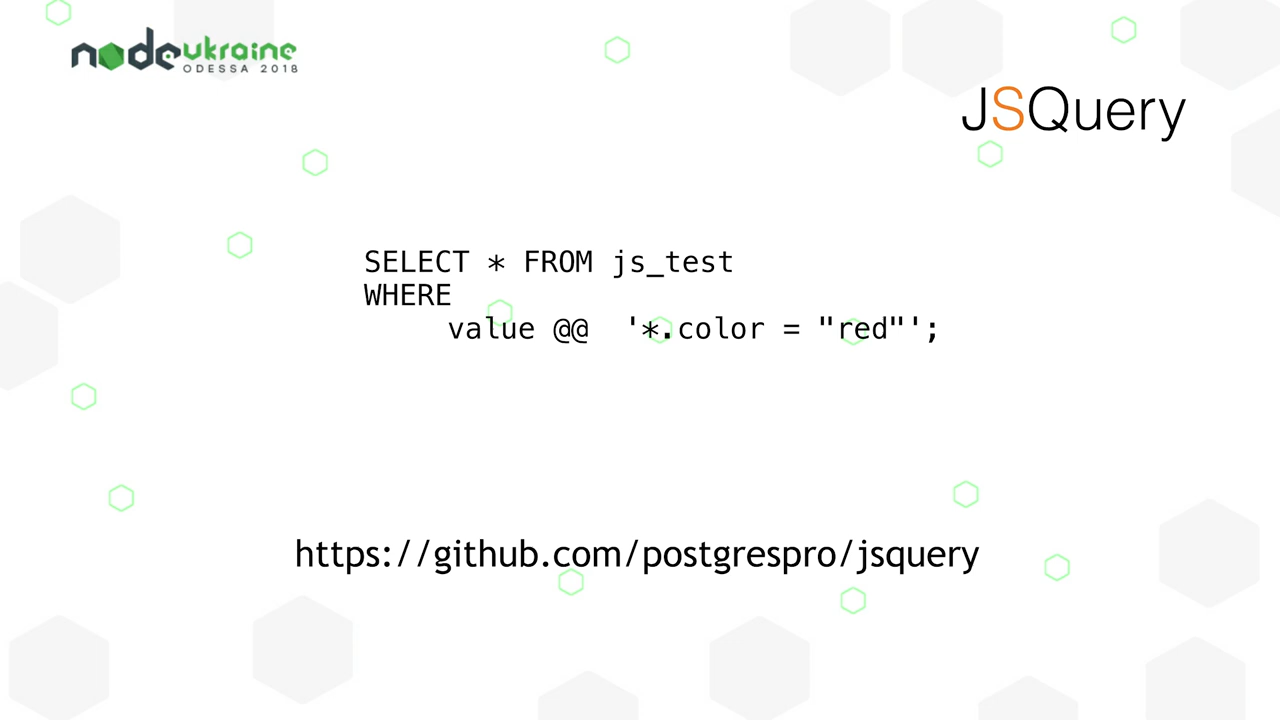 nodeukraine
ODESSA 2018
JSQuery
SELECT * FROM js_test
WHERE
value @@ '*.color = "red"';
https://github.com/postgrespro/jsquery